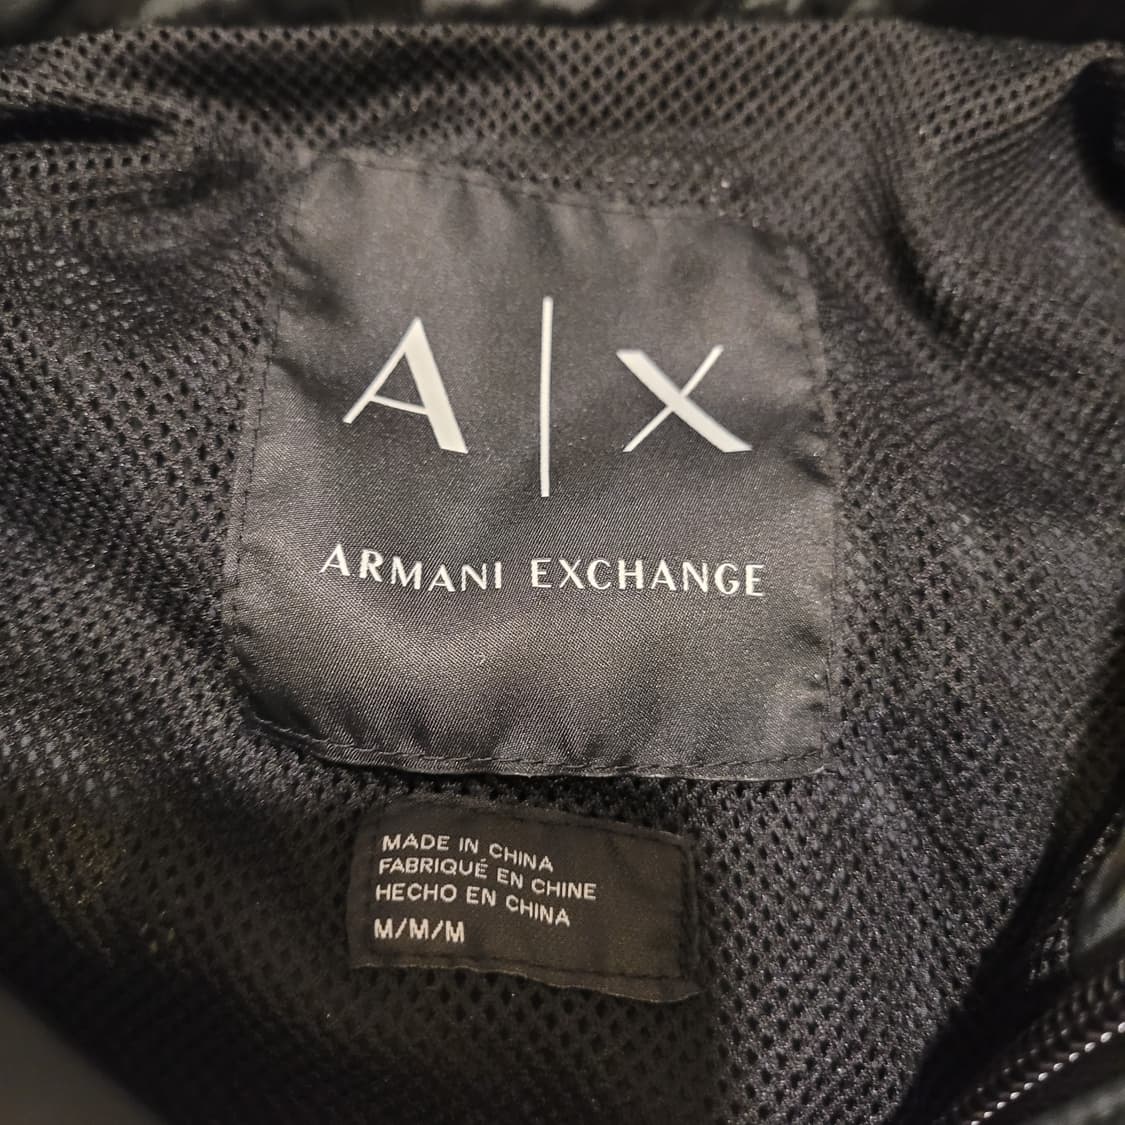 A|X
ARMANI EXCHANGE
MADE IN CHINA
FABRIQUÉ EN CHINE
HECHO EN CHINA
M/M/M